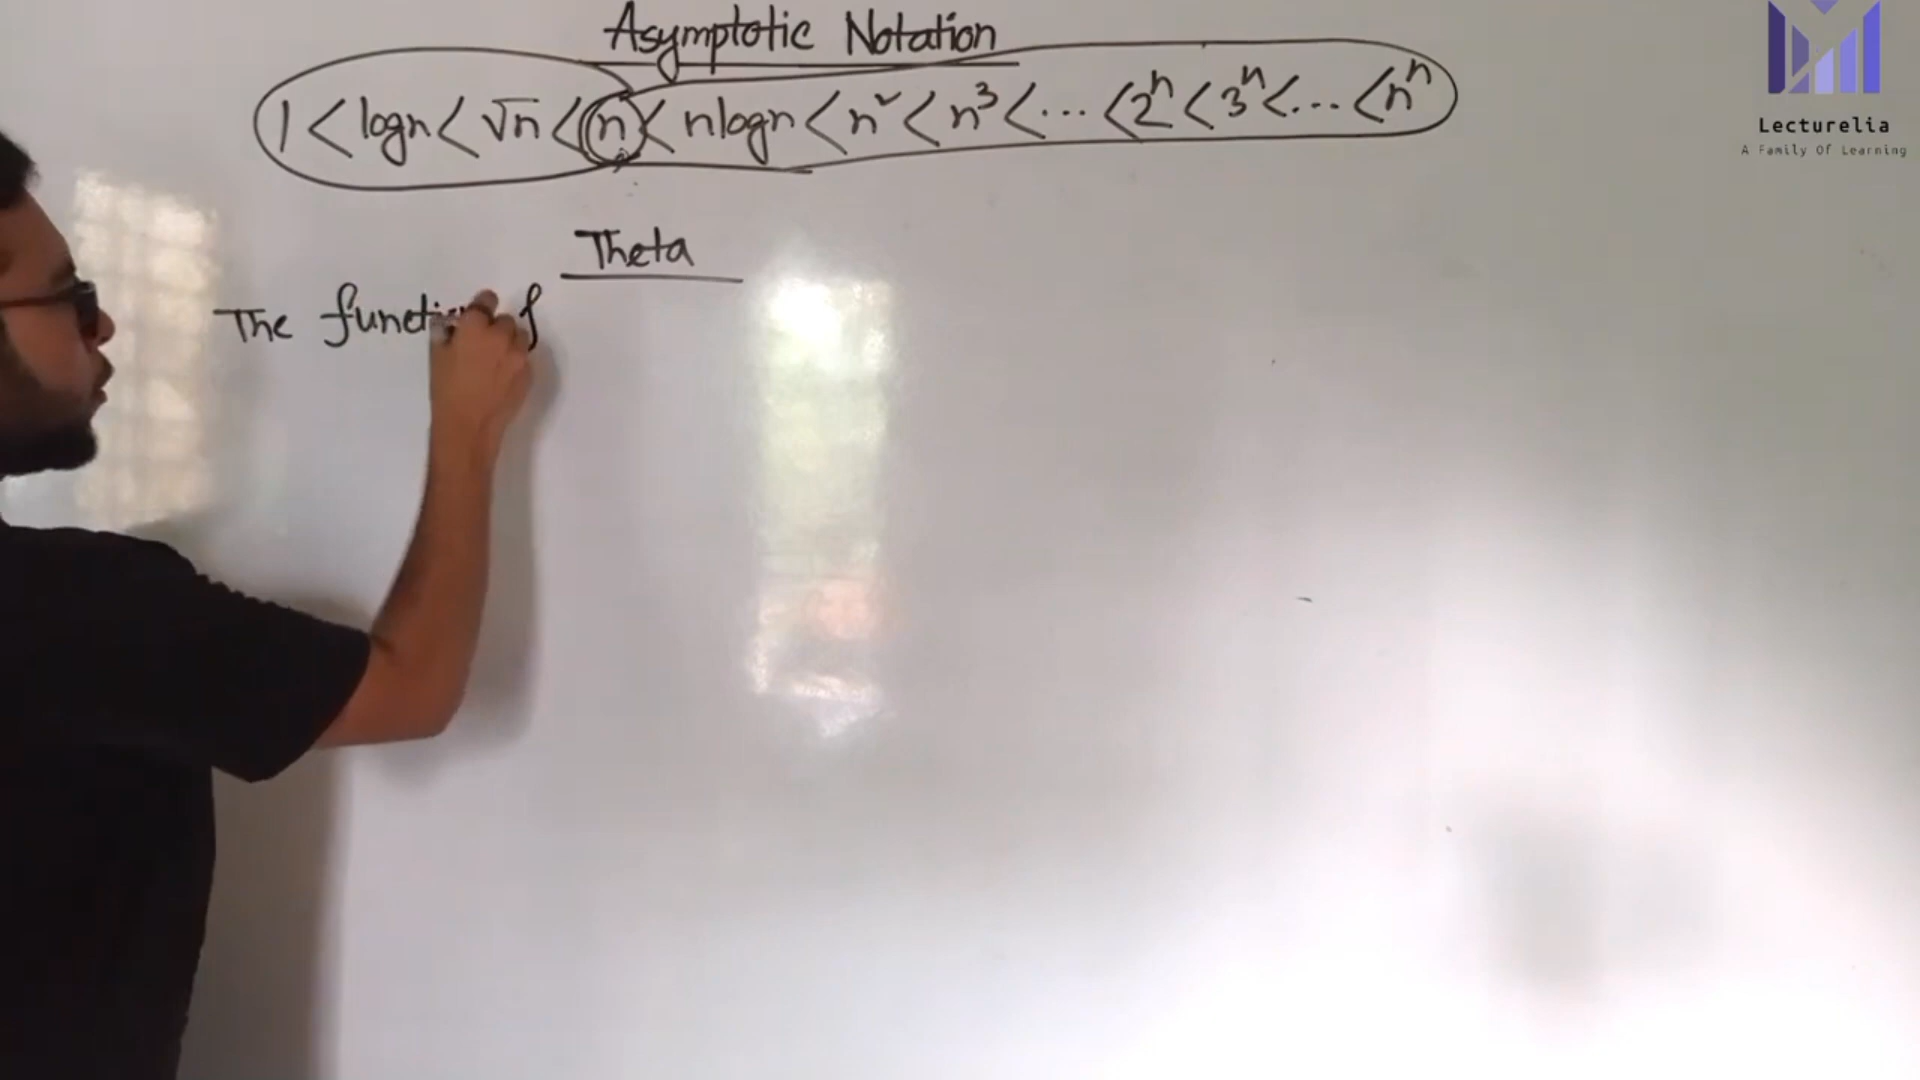 Asymptotic Notation
1 < logn < √n < n < nlogn < n² < n³ < ... < 2ⁿ < 3ⁿ < ... < nⁿ
Theta
The function f
Lecturelia
A Family Of Learning